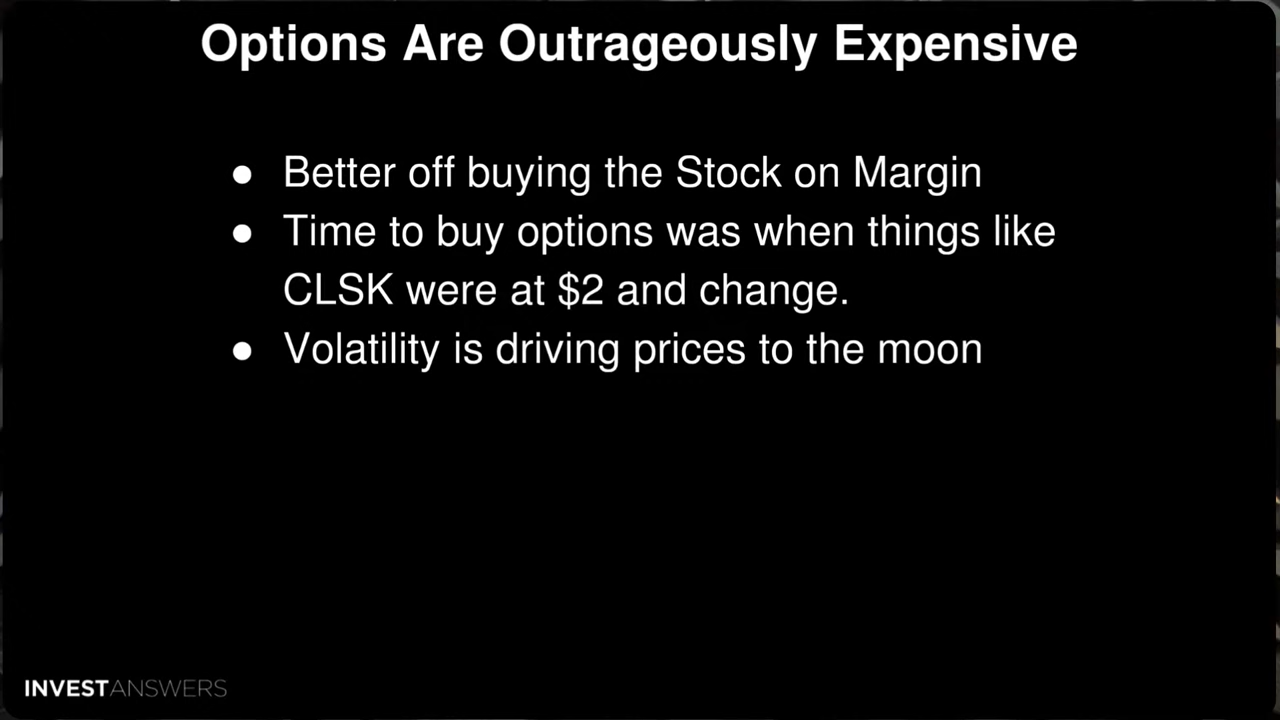 Options Are Outrageously Expensive
● Better off buying the Stock on Margin
● Time to buy options was when things like
CLSK were at $2 and change.
● Volatility is driving prices to the moon
INVESTANSWERS